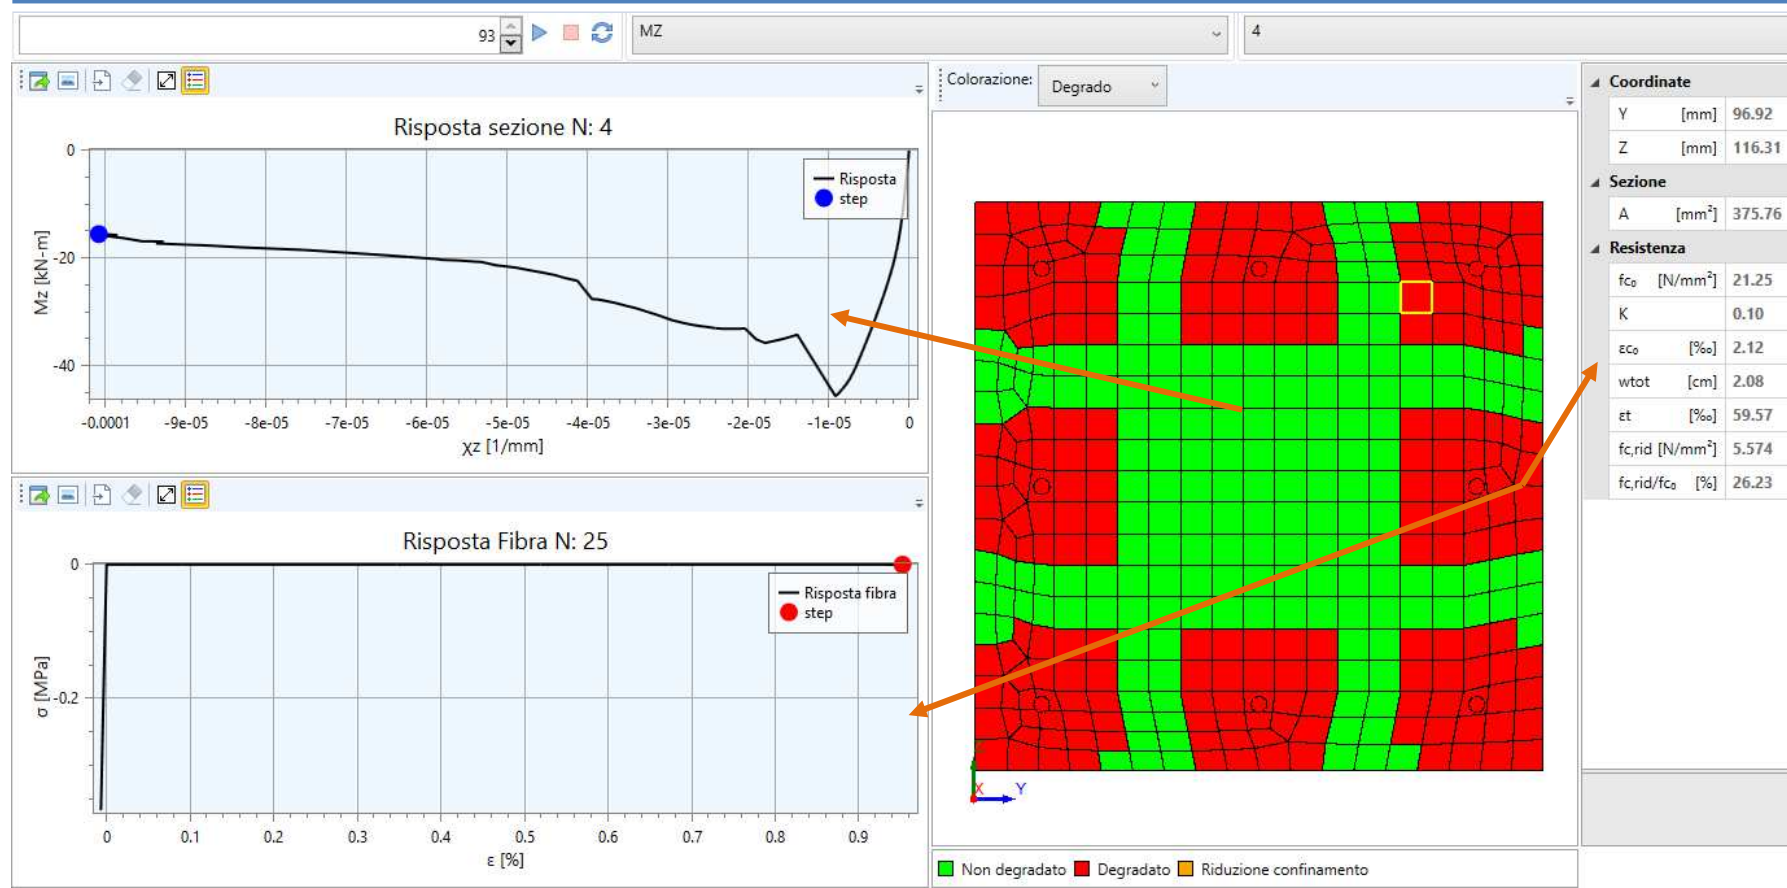 93
MZ
4
Colorazione:
Degrado
Risposta sezione N: 4
Risposta
step
0
-20
-40
Mz [kN-m]
-0.0001 -9e-05 -8e-05 -7e-05 -6e-05 -5e-05 -4e-05 -3e-05 -2e-05 -1e-05 0
χz [1/mm]
Risposta Fibra N: 25
Risposta fibra
step
0
-0.2
σ [MPa]
0 0.1 0.2 0.3 0.4 0.5 0.6 0.7 0.8 0.9
ε [%]
X Y
Non degradato Degradato Riduzione confinamento
Coordinate
Y [mm] 96.92
Z [mm] 116.31
Sezione
A [mm²] 375.76
Resistenza
fc₀ [N/mm²] 21.25
K 0.10
εc₀ [‰] 2.12
wtot [cm] 2.08
εt [‰] 59.57
fc,rid [N/mm²] 5.574
fc,rid/fc₀ [%] 26.23